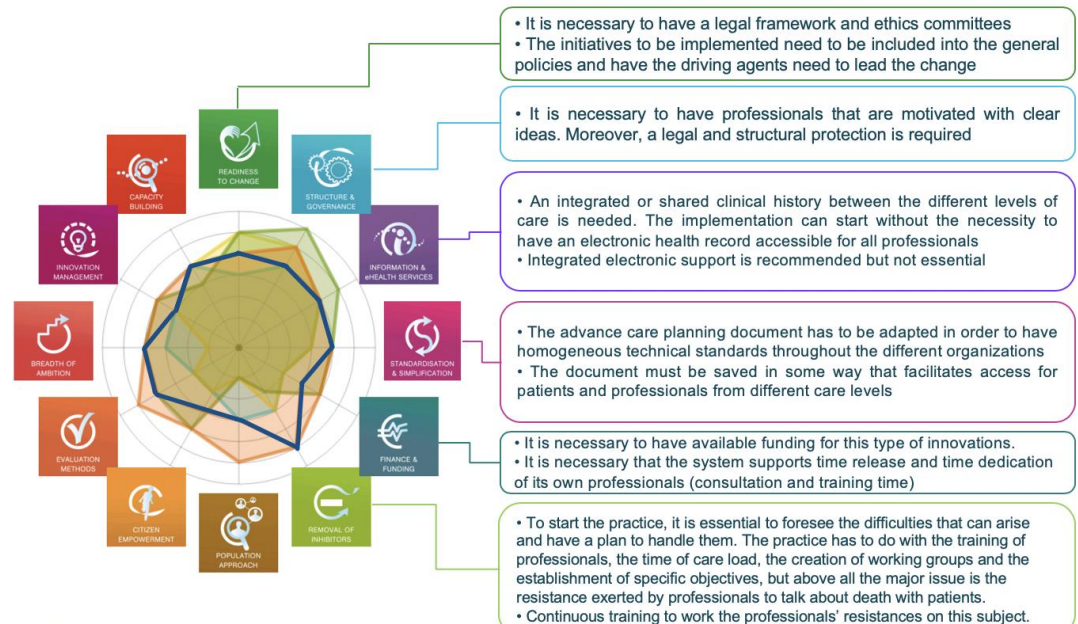 • It is necessary to have a legal framework and ethics committees
• The initiatives to be implemented need to be included into the general
policies and have the driving agents need to lead the change
• It is necessary to have professionals that are motivated with clear
ideas. Moreover, a legal and structural protection is required
• An integrated or shared clinical history between the different levels of
care is needed. The implementation can start without the necessity to
have an electronic health record accessible for all professionals
• Integrated electronic support is recommended but not essential
• The advance care planning document has to be adapted in order to have
homogeneous technical standards throughout the different organizations
• The document must be saved in some way that facilitates access for
patients and professionals from different care levels
• It is necessary to have available funding for this type of innovations.
• It is necessary that the system supports time release and time dedication
of its own professionals (consultation and training time)
• To start the practice, it is essential to foresee the difficulties that can arise
and have a plan to handle them. The practice has to do with the training of
professionals, the time of care load, the creation of working groups and the
establishment of specific objectives, but above all the major issue is the
resistance exerted by professionals to talk about death with patients.
• Continuous training to work the professionals' resistances on this subject.
READINESS
TO CHANGE
STRUCTURE &
GOVERNANCE
INFORMATION &
eHEALTH SERVICES
STANDARDISATION
& SIMPLIFICATION
FINANCE &
FUNDING
REMOVAL OF
INHIBITORS
POPULATION
APPROACH
CITIZEN
EMPOWERMENT
EVALUATION
METHODS
BREADTH OF
AMBITION
INNOVATION
MANAGEMENT
CAPACITY
BUILDING